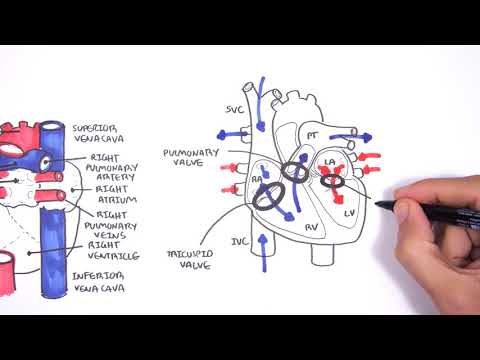 SUPERIOR
VENA CAVA
RIGHT
PULMONARY
ARTERY
RIGHT
ATRIUM
RIGHT
PULMONARY
VEINS
RIGHT
VENTRICLE
INFERIOR
VENA CAVA
SVC
PULMONARY
VALVE
RA
IVC
TRICUSPID
VALVE
PT
LA
LV
RV